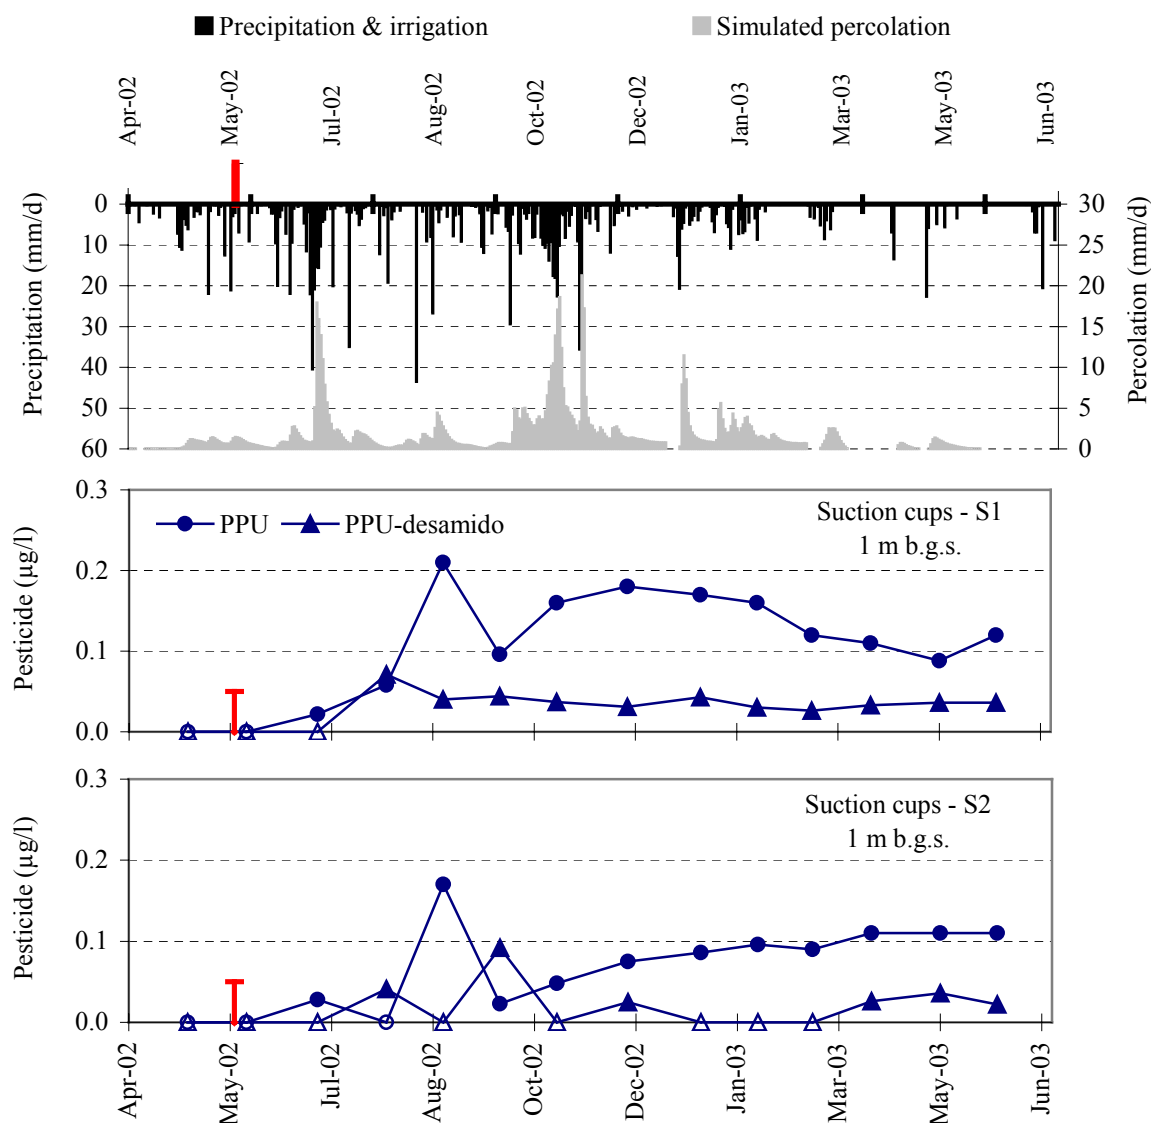 Precipitation & irrigation
Simulated percolation
Apr-02
May-02
Jul-02
Aug-02
Oct-02
Dec-02
Jan-03
Mar-03
May-03
Jun-03
Precipitation (mm/d)
0
10
20
30
40
50
60
30
25
20
15
10
5
0
Percolation (mm/d)
Pesticide (µg/l)
0.3
0.2
0.1
0.0
PPU
PPU-desamido
Suction cups - S1
1 m b.g.s.
Pesticide (µg/l)
0.3
0.2
0.1
0.0
Suction cups - S2
1 m b.g.s.
Apr-02
May-02
Jul-02
Aug-02
Oct-02
Dec-02
Jan-03
Mar-03
May-03
Jun-03